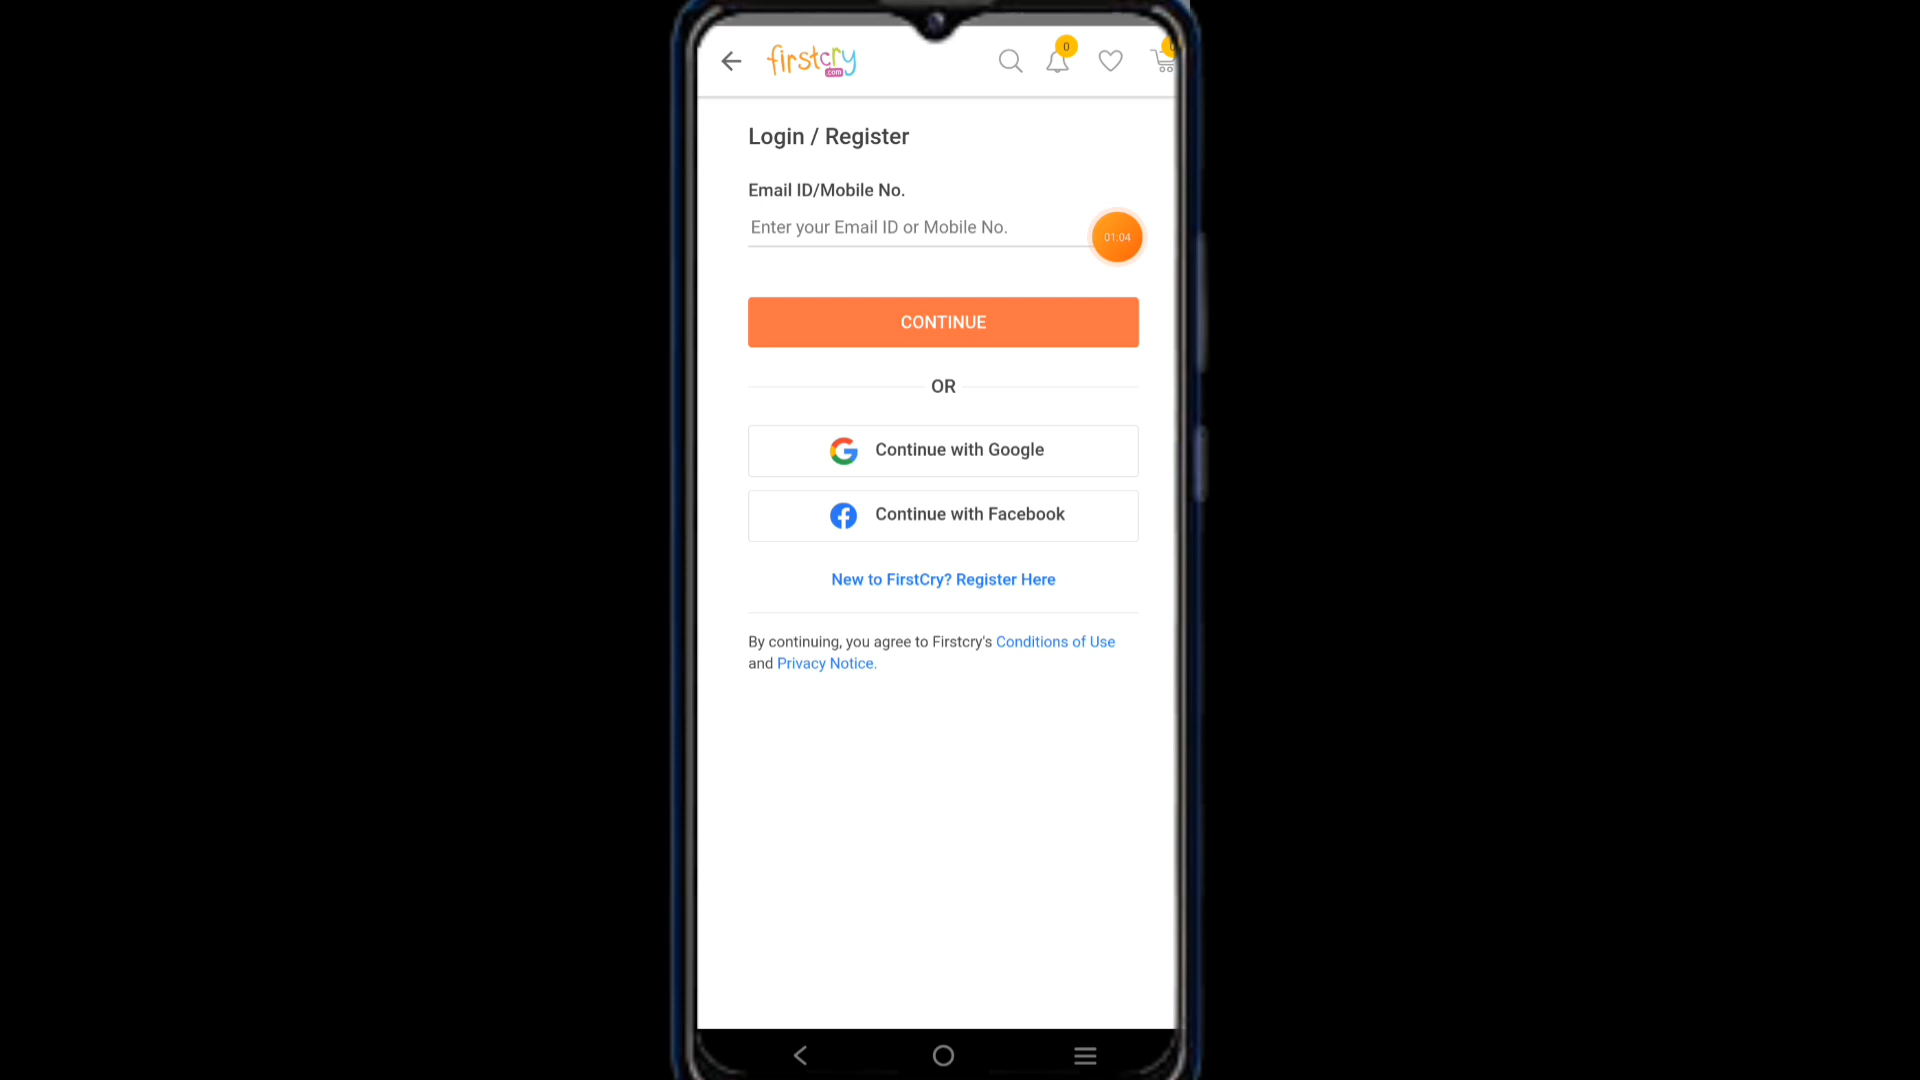 firstcry
.com
0
Login / Register
Email ID/Mobile No.
Enter your Email ID or Mobile No.
01:04
CONTINUE
OR
Continue with Google
Continue with Facebook
New to FirstCry? Register Here
By continuing, you agree to Firstcry's Conditions of Use
and Privacy Notice.